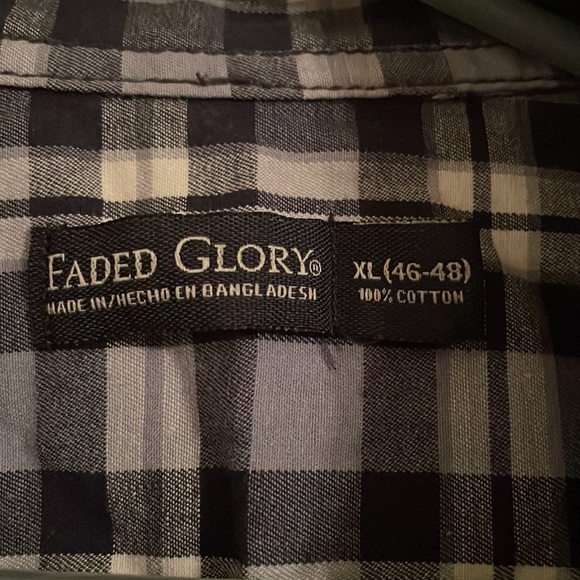 FADED GLORY®
MADE IN/HECHO EN BANGLADESH
XL (46-48)
100% COTTON